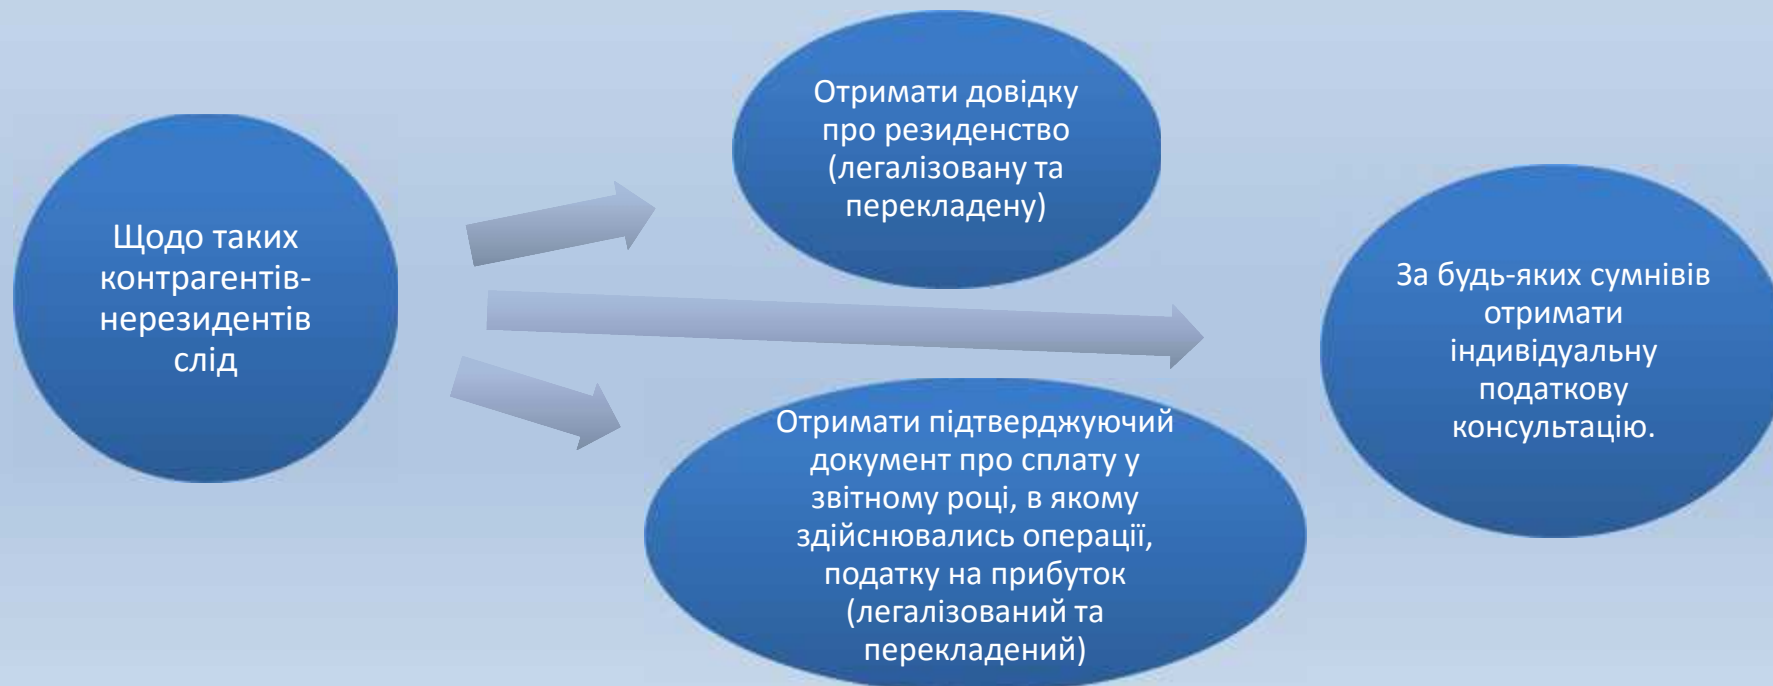 Щодо таких
контрагентів-
нерезидентів
слід
Отримати довідку
про резиденство
(легалізовану та
перекладену)
Отримати підтверджуючий
документ про сплату у
звітному році, в якому
здійснювались операції,
податку на прибуток
(легалізований та
перекладений)
За будь-яких сумнівів
отримати
індивідуальну
податкову
консультацію.